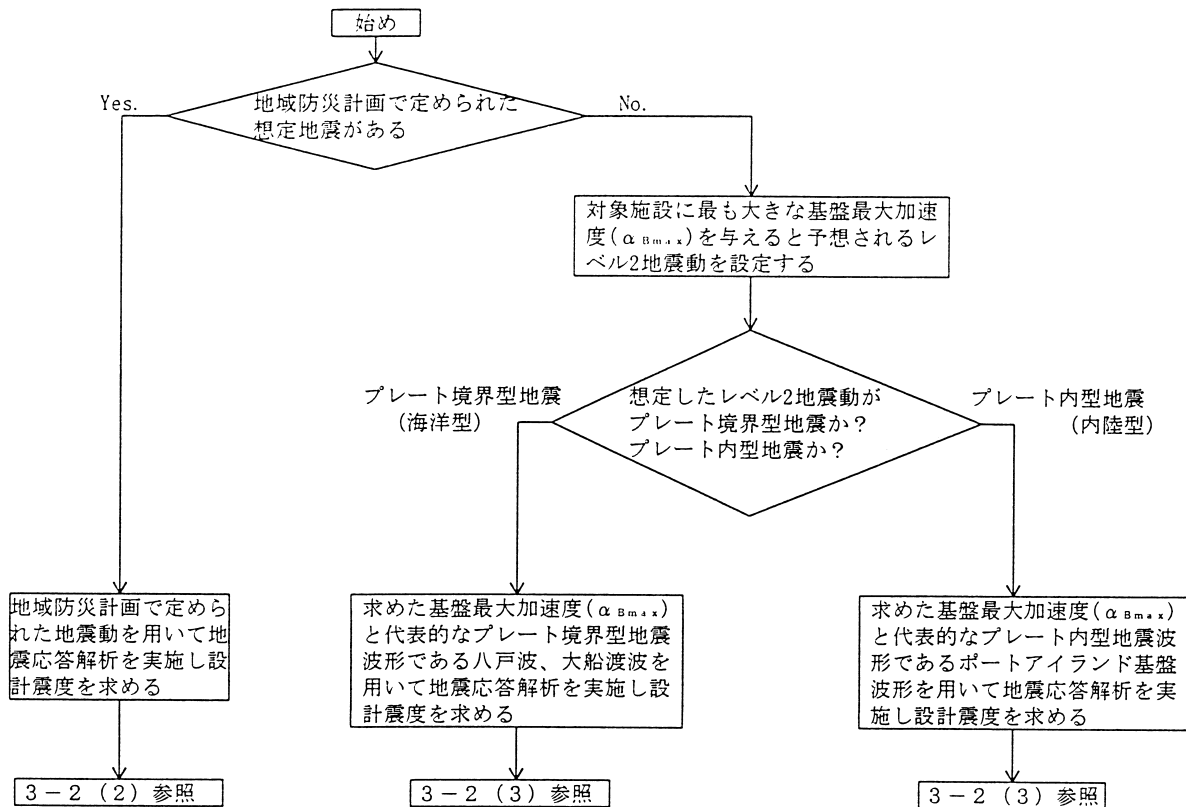 始め
地域防災計画で定められた
想定地震がある
Yes.
No.
対象施設に最も大きな基盤最大加速
度(αBmax)を与えると予想されるレ
ベル2地震動を設定する
想定したレベル2地震動が
プレート境界型地震か？
プレート内型地震か？
プレート境界型地震
(海洋型)
プレート内型地震
(内陸型)
地域防災計画で定めら
れた地震動を用いて地
震応答解析を実施し設
計震度を求める
求めた基盤最大加速度(αBmax)
と代表的なプレート境界型地震
波形である八戸波、大船渡波を
用いて地震応答解析を実施し設
計震度を求める
求めた基盤最大加速度(αBmax)
と代表的なプレート内型地震波
形であるポートアイランド基盤
波形を用いて地震応答解析を実
施し設計震度を求める
3－2（2）参照
3－2（3）参照
3－2（3）参照